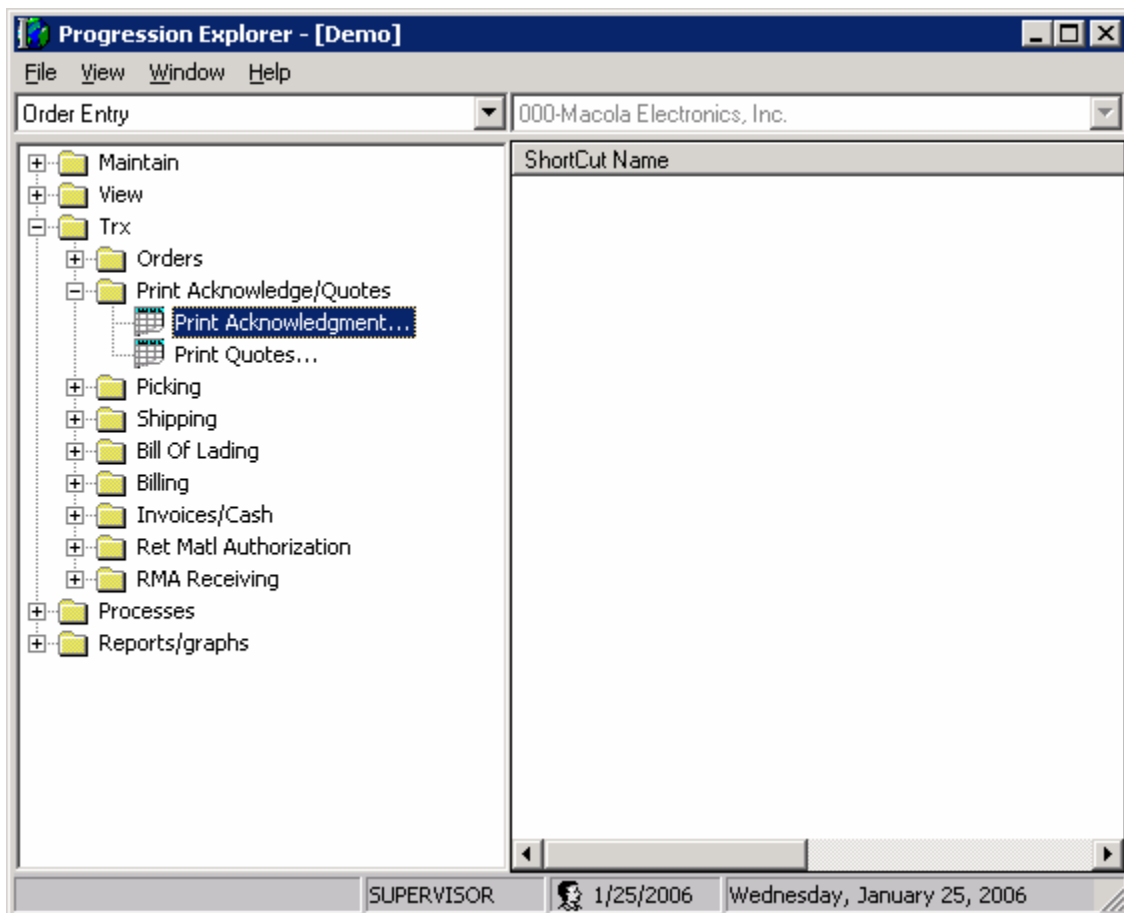 Progression Explorer - [Demo]
File View Window Help
Order Entry 000-Macola Electronics, Inc.
ShortCut Name
Maintain
View
Trx
Orders
Print Acknowledge/Quotes
Print Acknowledgment...
Print Quotes...
Picking
Shipping
Bill Of Lading
Billing
Invoices/Cash
Ret Matl Authorization
RMA Receiving
Processes
Reports/graphs
SUPERVISOR 1/25/2006 Wednesday, January 25, 2006